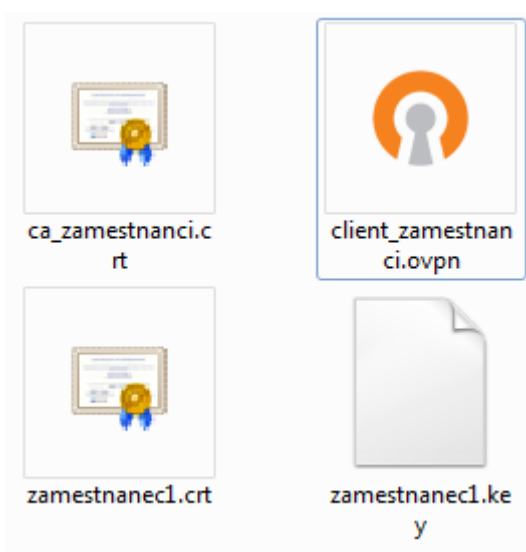 ca_zamestnanci.c
rt
client_zamestnan
ci.ovpn
zamestnanec1.crt
zamestnanec1.ke
y